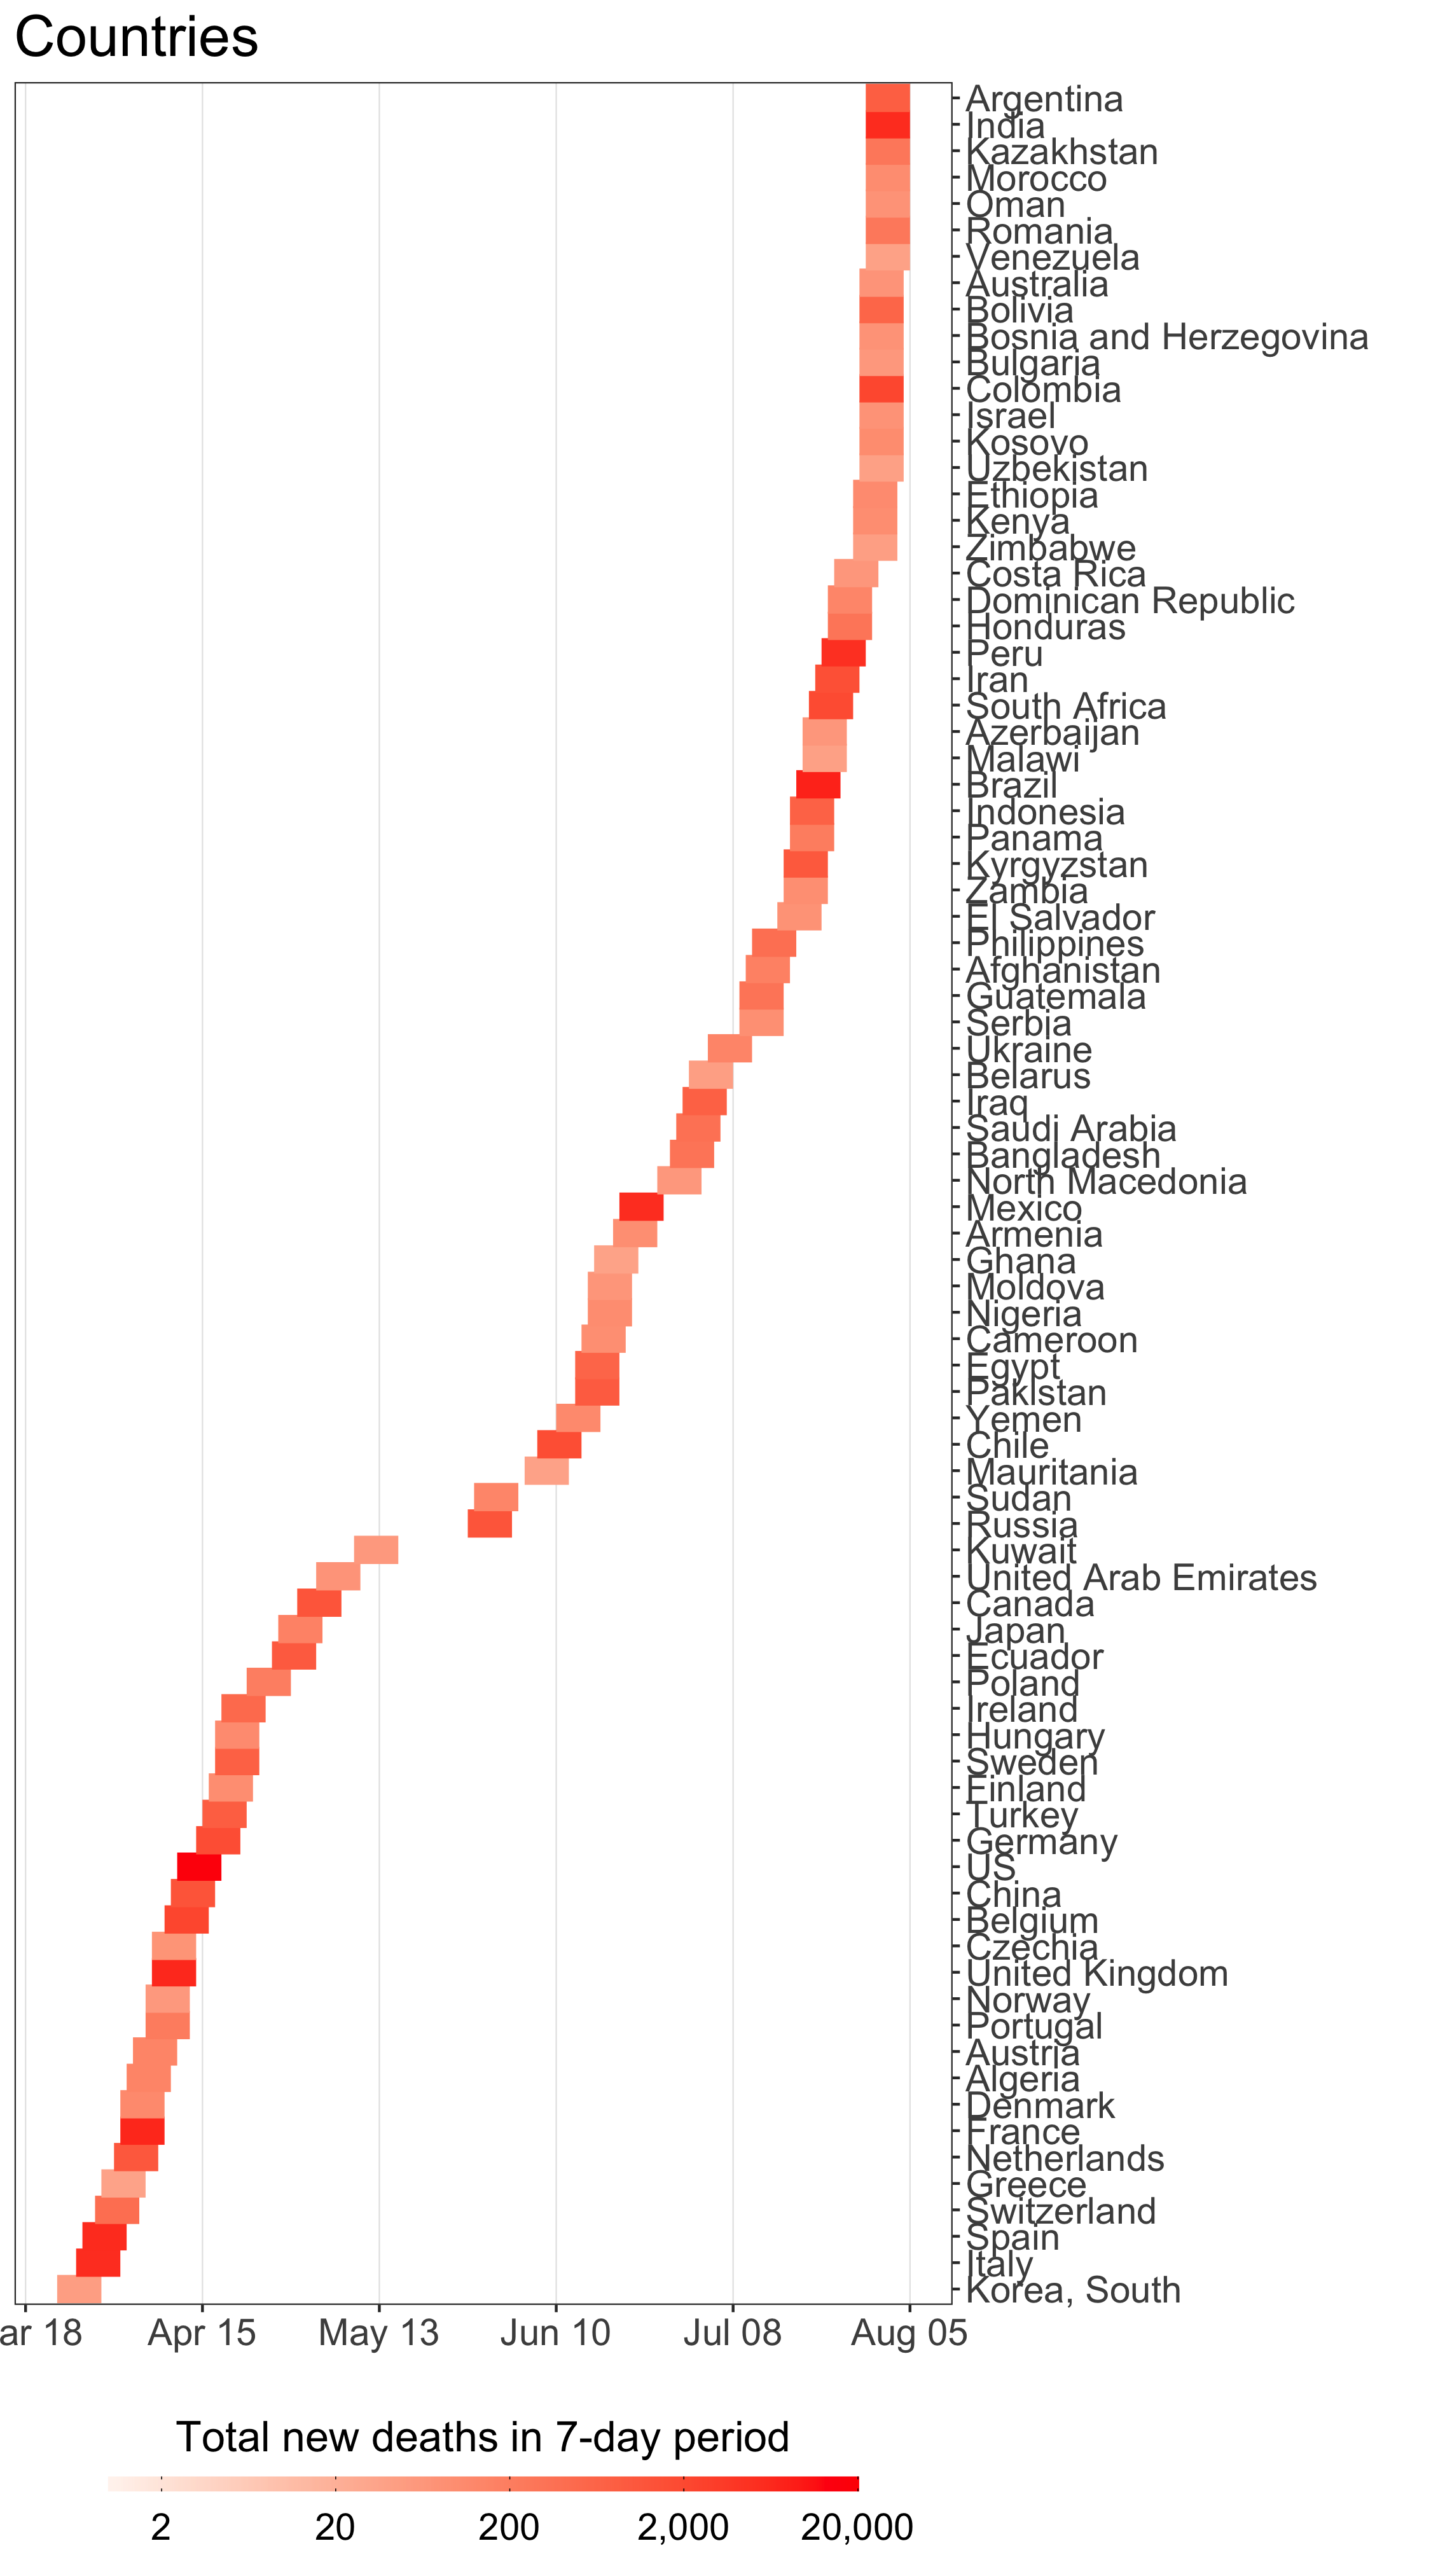 Countries
Argentina
India
Kazakhstan
Morocco
Oman
Romania
Venezuela
Australia
Bolivia
Bosnia and Herzegovina
Bulgaria
Colombia
Israel
Kosovo
Uzbekistan
Ethiopia
Kenya
Zimbabwe
Costa Rica
Dominican Republic
Honduras
Peru
Iran
South Africa
Azerbaijan
Malawi
Brazil
Indonesia
Panama
Kyrgyzstan
Zambia
El Salvador
Philippines
Afghanistan
Guatemala
Serbia
Ukraine
Belarus
Iraq
Saudi Arabia
Bangladesh
North Macedonia
Mexico
Armenia
Ghana
Moldova
Nigeria
Cameroon
Egypt
Pakistan
Yemen
Chile
Mauritania
Sudan
Russia
Kuwait
United Arab Emirates
Canada
Japan
Ecuador
Poland
Ireland
Hungary
Sweden
Finland
Turkey
Germany
US
China
Belgium
Czechia
United Kingdom
Norway
Portugal
Austria
Algeria
Denmark
France
Netherlands
Greece
Switzerland
Spain
Italy
Korea, South
ar 18 Apr 15 May 13 Jun 10 Jul 08 Aug 05
Total new deaths in 7-day period
2 20 200 2,000 20,000